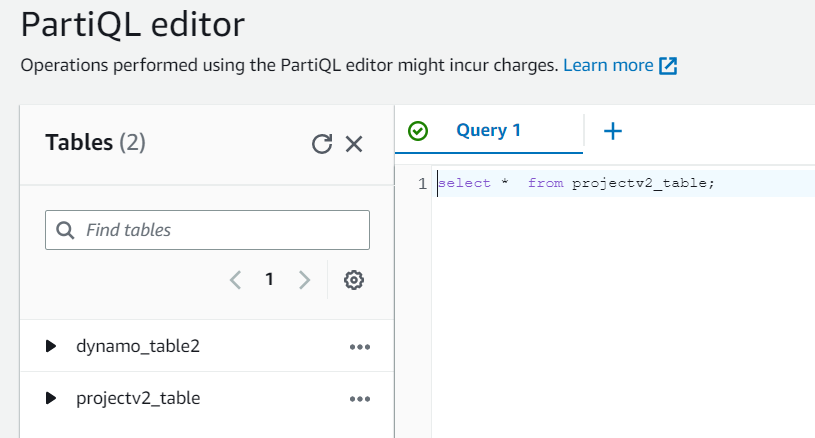 PartiQL editor
Operations performed using the PartiQL editor might incur charges. Learn more
Tables (2)
Query 1
Find tables
1
dynamo_table2
projectv2_table
1 select *  from projectv2_table;